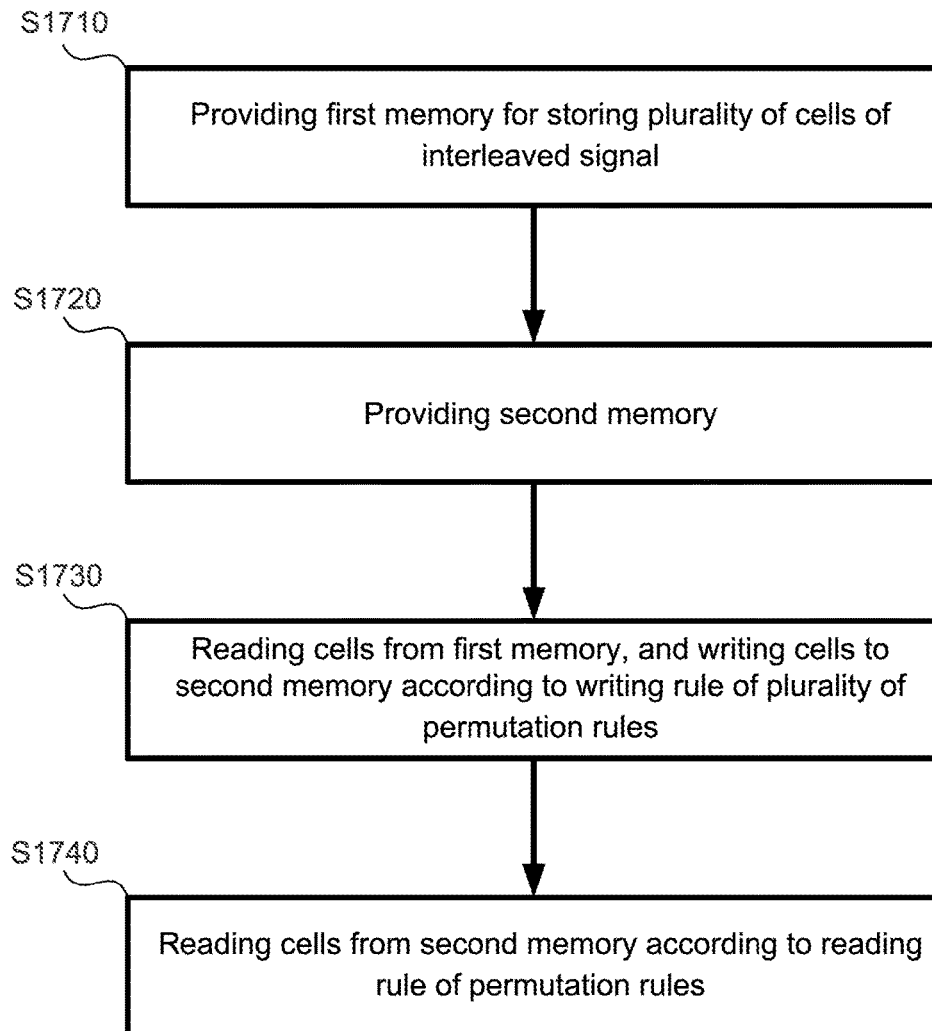 S1710
Providing first memory for storing plurality of cells of
interleaved signal
S1720
Providing second memory
S1730
Reading cells from first memory, and writing cells to
second memory according to writing rule of plurality of
permutation rules
S1740
Reading cells from second memory according to reading
rule of permutation rules